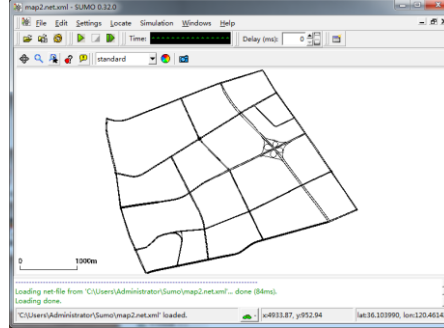 map2.net.xml - SUMO 0.32.0
File Edit Settings Locate Simulation Windows Help
Time: Delay (ms): 0
standard
0 1000m
Loading net-file from 'C:\Users\Administrator\Sumo\map2.net.xml'... done (84ms).
Loading done.
'C:\Users\Administrator\Sumo\map2.net.xml' loaded. x:4933.87, y:952.94 lat:36.103990, lon:120.463